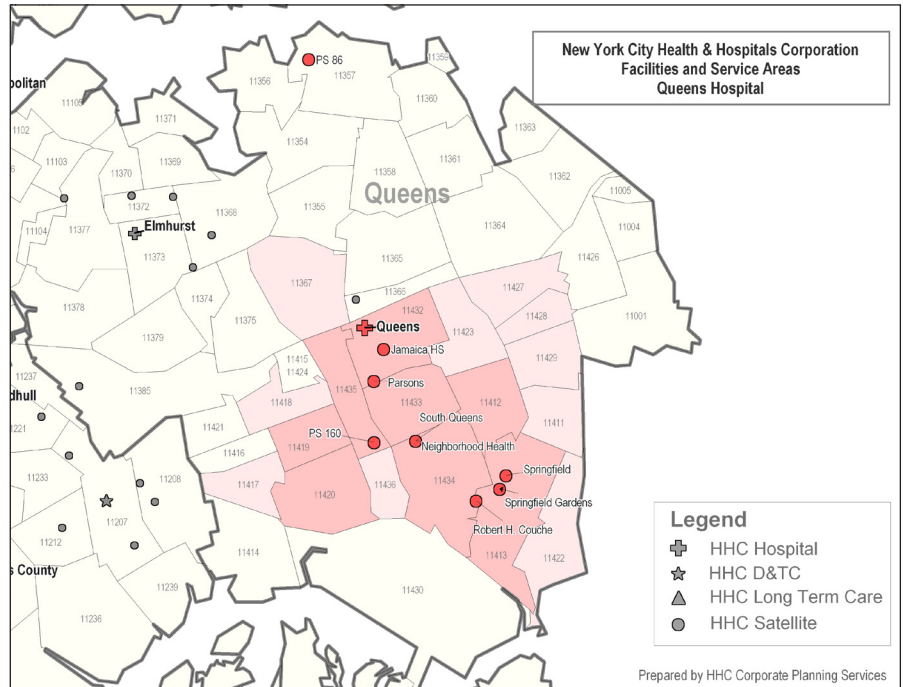 New York City Health & Hospitals Corporation
Facilities and Service Areas
Queens Hospital
PS 86
11359
11356
11357
11360
politan
11105
11371
11363
11102
11354
11103
11370
11369
11358
11361
11362
11005
Queens
11372
11368
11355
11364
11004
11104
11377
Elmhurst
11373
11365
11426
11367
11366
11427
11374
11378
11432
11428
11001
11375
Queens
11423
11379
Jamaica HS
11429
11415
11424
11237
11385
11435
Parsons
dhull
11418
11433
11412
11221
11421
South Queens
11411
PS 160
11419
Neighborhood Health
11416
Springfield
11233
11208
11417
11436
11434
11420
Springfield Gardens
11207
Robert H. Couche
11212
11414
11413
11422
s County
11239
11430
11236
Legend
HHC Hospital
HHC D&TC
HHC Long Term Care
HHC Satellite
Prepared by HHC Corporate Planning Services